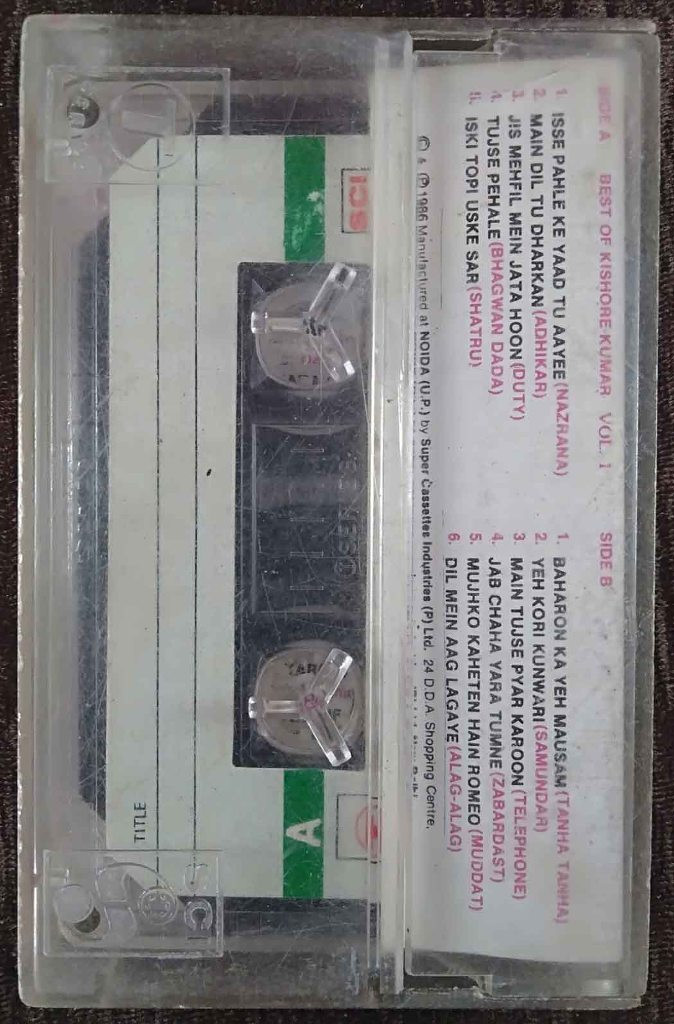 SIDE A BEST OF KISHORE KUMAR VOL. 1
1. ISSE PAHLE KE YAAD TU AAYEE (NAZRANA)
2. MAIN DIL TU DHARKAN (ADHIKAR)
3. JIS MEHFIL MEIN JATA HOON (DUTY)
4. TUJSE PEHALE (BHAGWAN DADA)
5. ISKI TOPI USKE SAR (SHATRU)
SIDE B
1. BAHARON KA YEH MAUSAM (TANHA TANHA)
2. YEH KORI KUNWARI (SAMUNDAR)
3. MAIN TUJSE PYAR KAROON (TELEPHONE)
4. JAB CHAHA YARA TUMNE (ZABARDAST)
5. MUJHKO KAHETEN HAIN ROMEO (MUDDAT)
6. DIL MEIN AAG LAGAYE (ALAG-ALAG)
© & ℗ 1986 Manufactured at NOIDA (U.P.) by Super Cassettes Industries (P) Ltd. 24 D.D.A. Shopping Centre,
A
TITLE